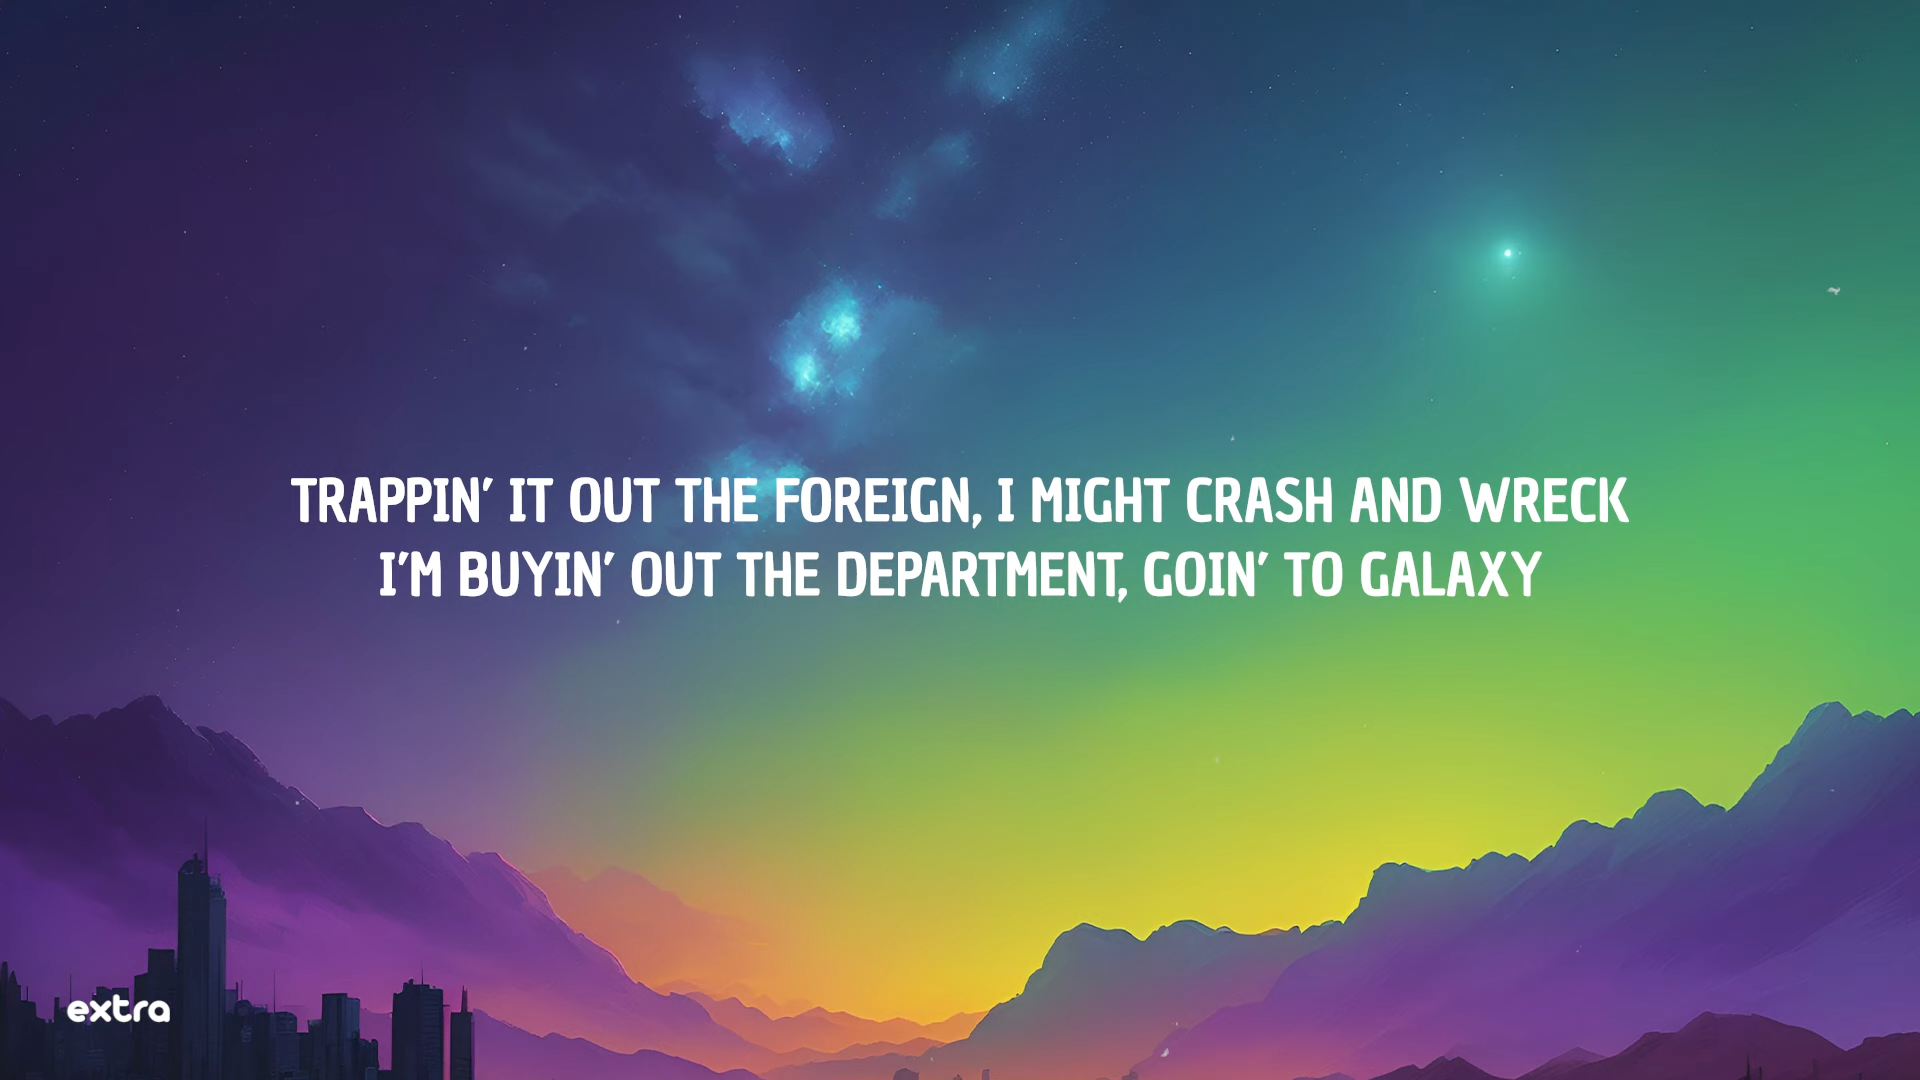 TRAPPIN' IT OUT THE FOREIGN, I MIGHT CRASH AND WRECK
I'M BUYIN' OUT THE DEPARTMENT, GOIN' TO GALAXY
extra